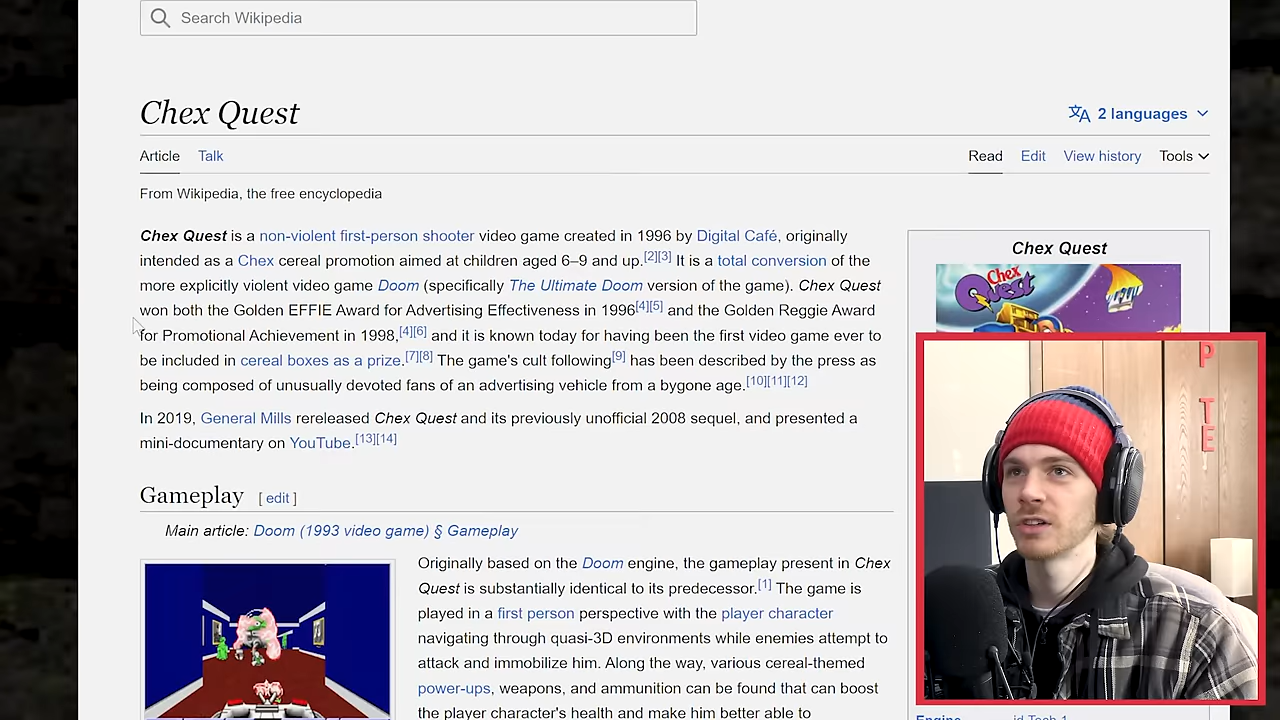 Search Wikipedia
Chex Quest
2 languages
Article Talk
Read Edit View history Tools
From Wikipedia, the free encyclopedia
Chex Quest is a non-violent first-person shooter video game created in 1996 by Digital Café, originally
intended as a Chex cereal promotion aimed at children aged 6–9 and up.[2][3] It is a total conversion of the
more explicitly violent video game Doom (specifically The Ultimate Doom version of the game). Chex Quest
won both the Golden EFFIE Award for Advertising Effectiveness in 1996[4][5] and the Golden Reggie Award
for Promotional Achievement in 1998,[4][6] and it is known today for having been the first video game ever to
be included in cereal boxes as a prize.[7][8] The game's cult following[9] has been described by the press as
being composed of unusually devoted fans of an advertising vehicle from a bygone age.[10][11][12]
In 2019, General Mills rereleased Chex Quest and its previously unofficial 2008 sequel, and presented a
mini-documentary on YouTube.[13][14]
Gameplay [ edit ]
Main article: Doom (1993 video game) § Gameplay
Originally based on the Doom engine, the gameplay present in Chex
Quest is substantially identical to its predecessor.[1] The game is
played in a first person perspective with the player character
navigating through quasi-3D environments while enemies attempt to
attack and immobilize him. Along the way, various cereal-themed
power-ups, weapons, and ammunition can be found that can boost
the player character's health and make him better able to
Chex Quest
Chex
Quest
P
TE
Engine id Tech 1